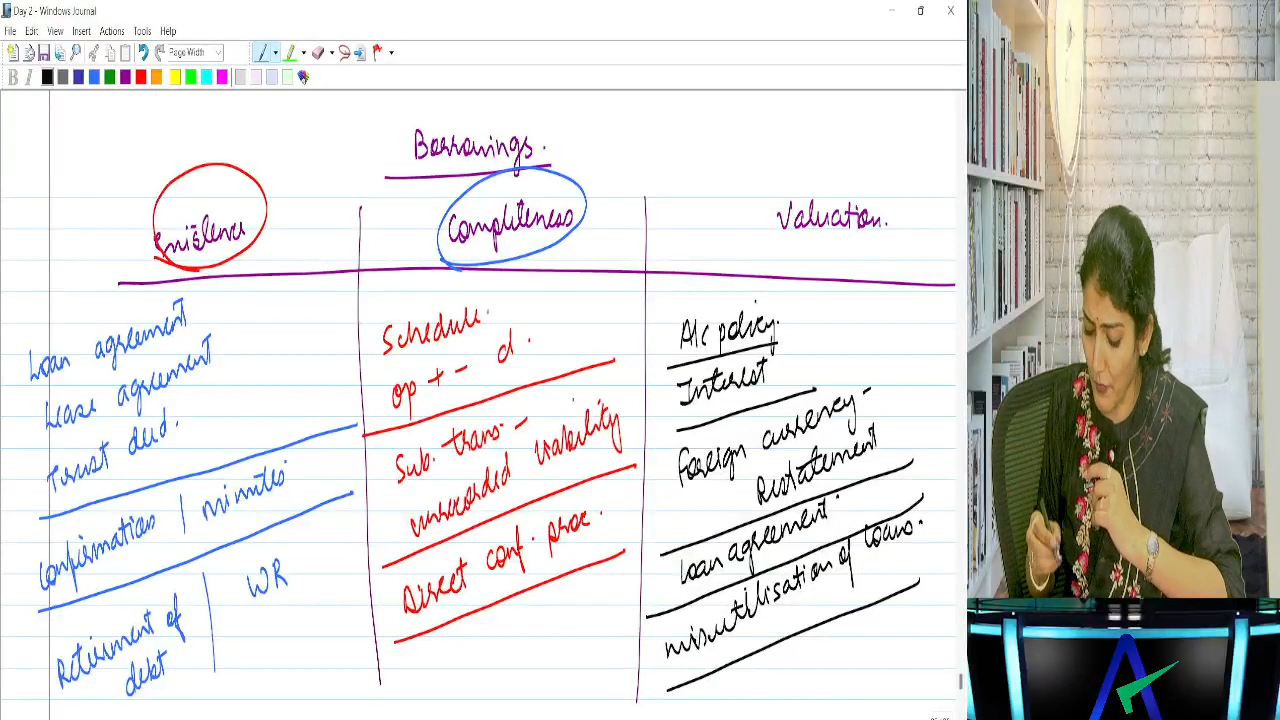 Day 2 - Windows Journal
File Edit View Insert Actions Tools Help
Page Width
B I
Borrowings.
Existence
Completeness
Valuation.
Loan agreement
Lease agreement
Trust deed.
Confirmations | minutes
Retirement of
debt
WR
Schedule.
op + - d.
Sub. trans -
unrecorded liability
Direct conf. proc.
A/c policy.
Interest
Foreign currency -
Restatement
Loan agreement.
misutilisation of loans.